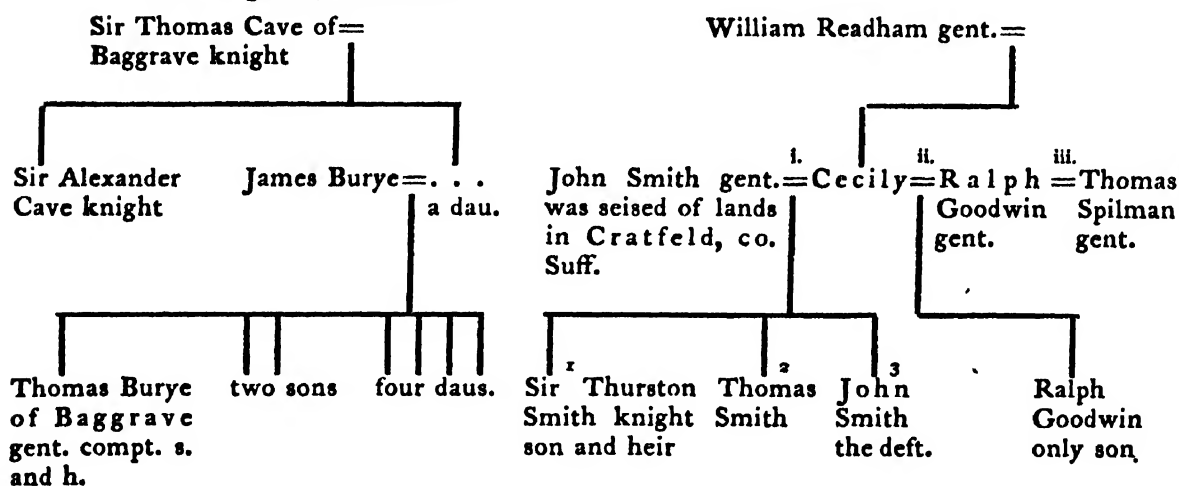 Sir Thomas Cave of=
Baggrave knight
William Readham gent.=
Sir Alexander
Cave knight
James Burye=. . .
a dau.
i. ii. iii.
John Smith gent.=Cecily=Ralph=Thomas
was seised of lands Goodwin Spilman
in Cratfeld, co. gent. gent.
Suff.
Thomas Burye
of Baggrave
gent. compt. s.
and h.
two sons
four daus.
1
Sir Thurston
Smith knight
son and heir
2
Thomas
Smith
3
John
Smith
the deft.
Ralph
Goodwin
only son